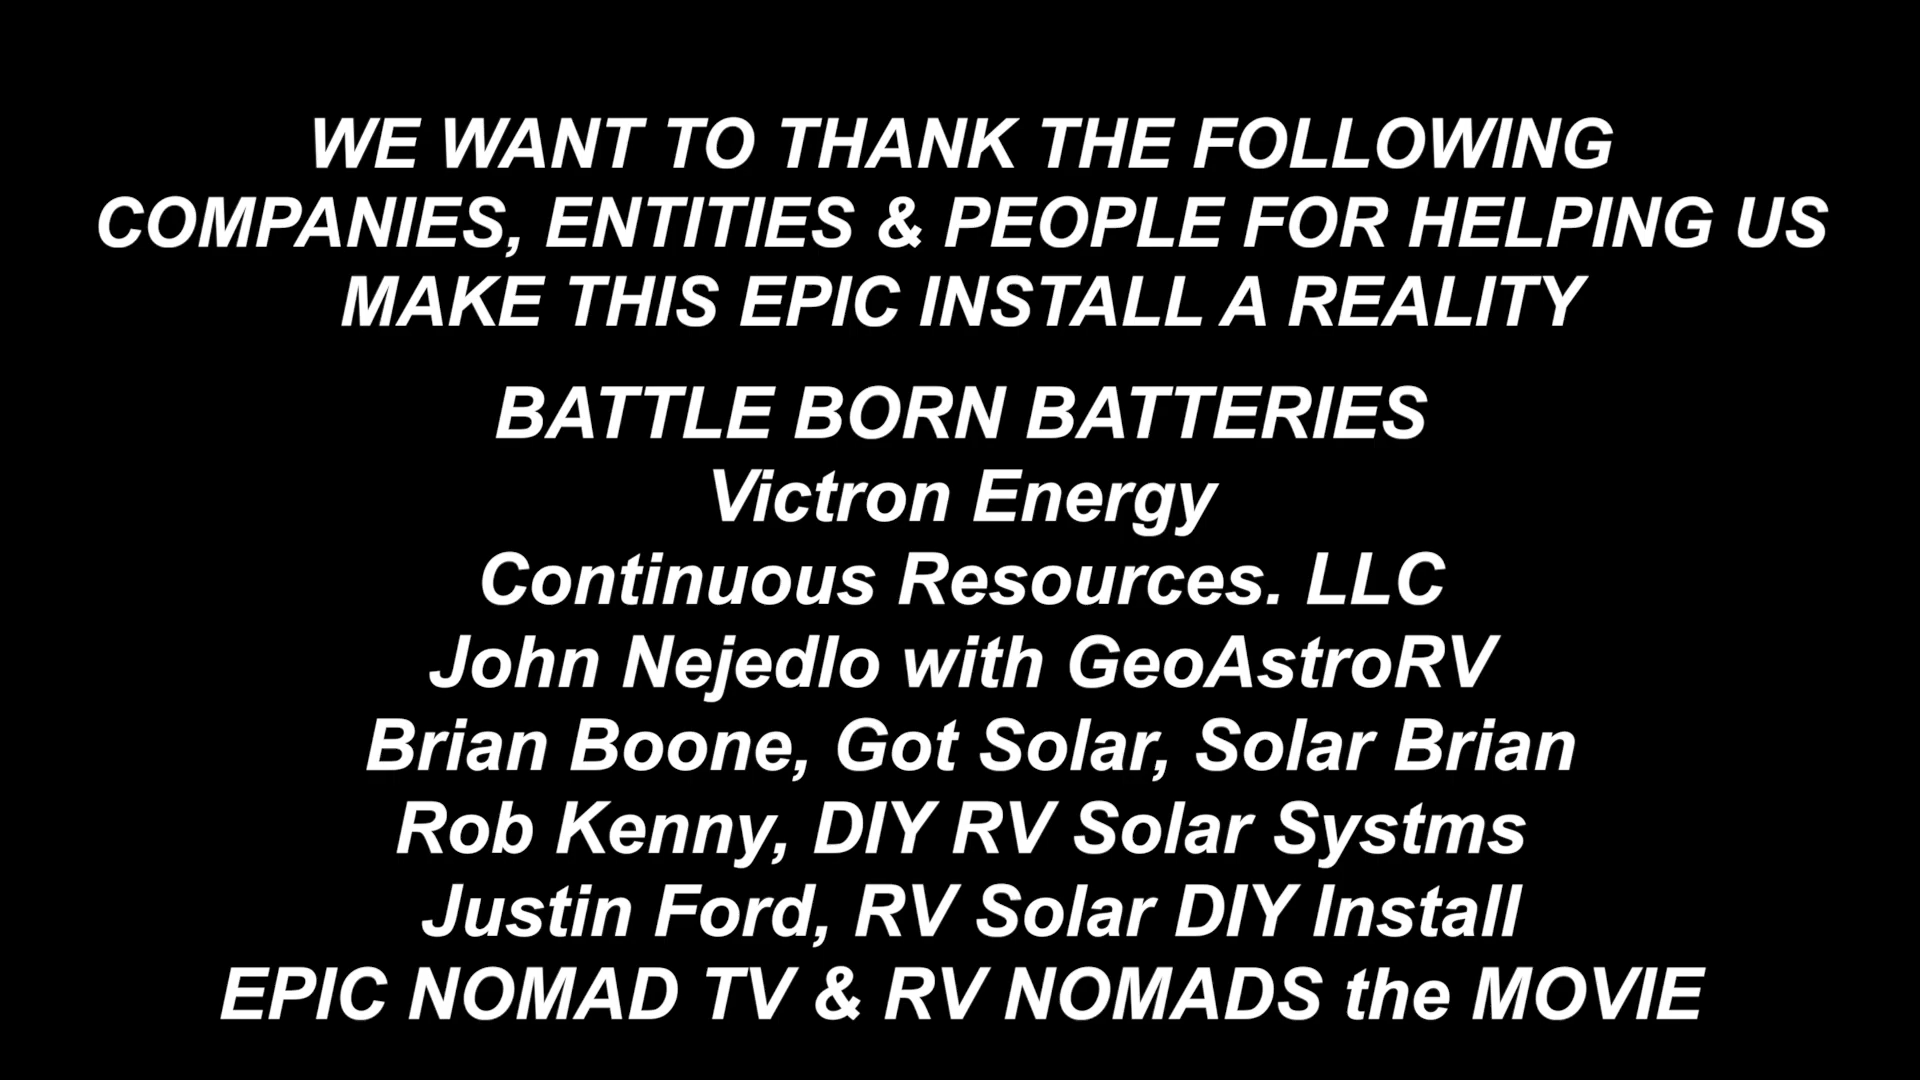 WE WANT TO THANK THE FOLLOWING
COMPANIES, ENTITIES & PEOPLE FOR HELPING US
MAKE THIS EPIC INSTALL A REALITY
BATTLE BORN BATTERIES
Victron Energy
Continuous Resources. LLC
John Nejedlo with GeoAstroRV
Brian Boone, Got Solar, Solar Brian
Rob Kenny, DIY RV Solar Systms
Justin Ford, RV Solar DIY Install
EPIC NOMAD TV & RV NOMADS the MOVIE